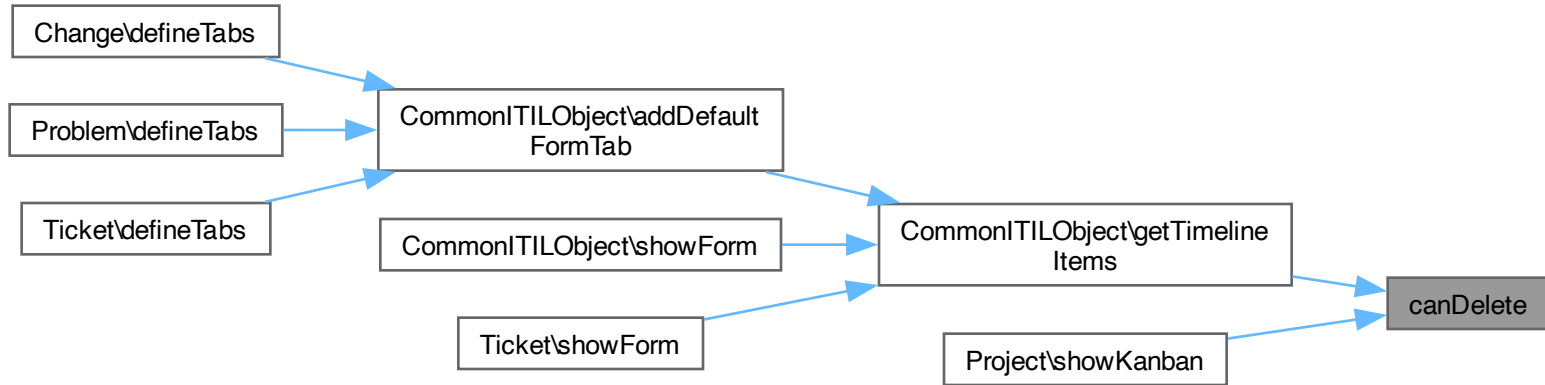 Change\defineTabs
Problem\defineTabs
Ticket\defineTabs
CommonITILObject\addDefault
FormTab
CommonITILObject\showForm
Ticket\showForm
CommonITILObject\getTimeline
Items
Project\showKanban
canDelete